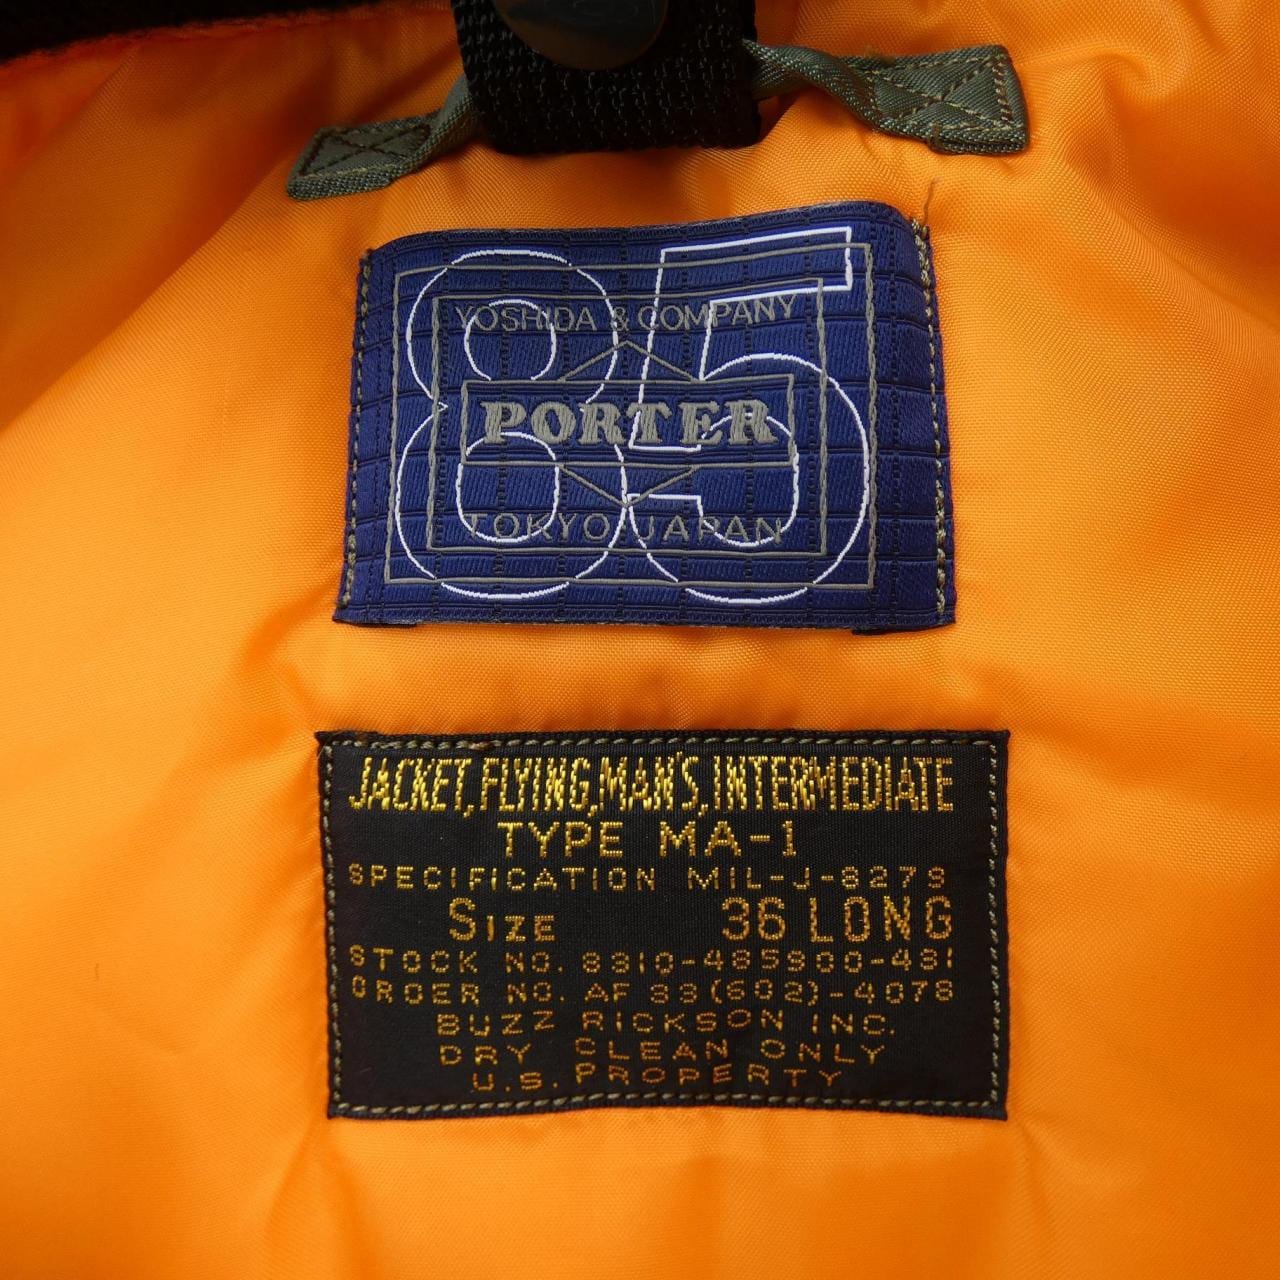 85
YOSHIDA & COMPANY
PORTER
TOKYO JAPAN
JACKET, FLYING, MAN'S, INTERMEDIATE
TYPE MA-1
SPECIFICATION MIL-J-8279
SIZE 36 LONG
STOCK NO. 8310-485900-431
ORDER NO. AF 33(602)-4078
BUZZ RICKSON INC.
DRY CLEAN ONLY
U.S. PROPERTY